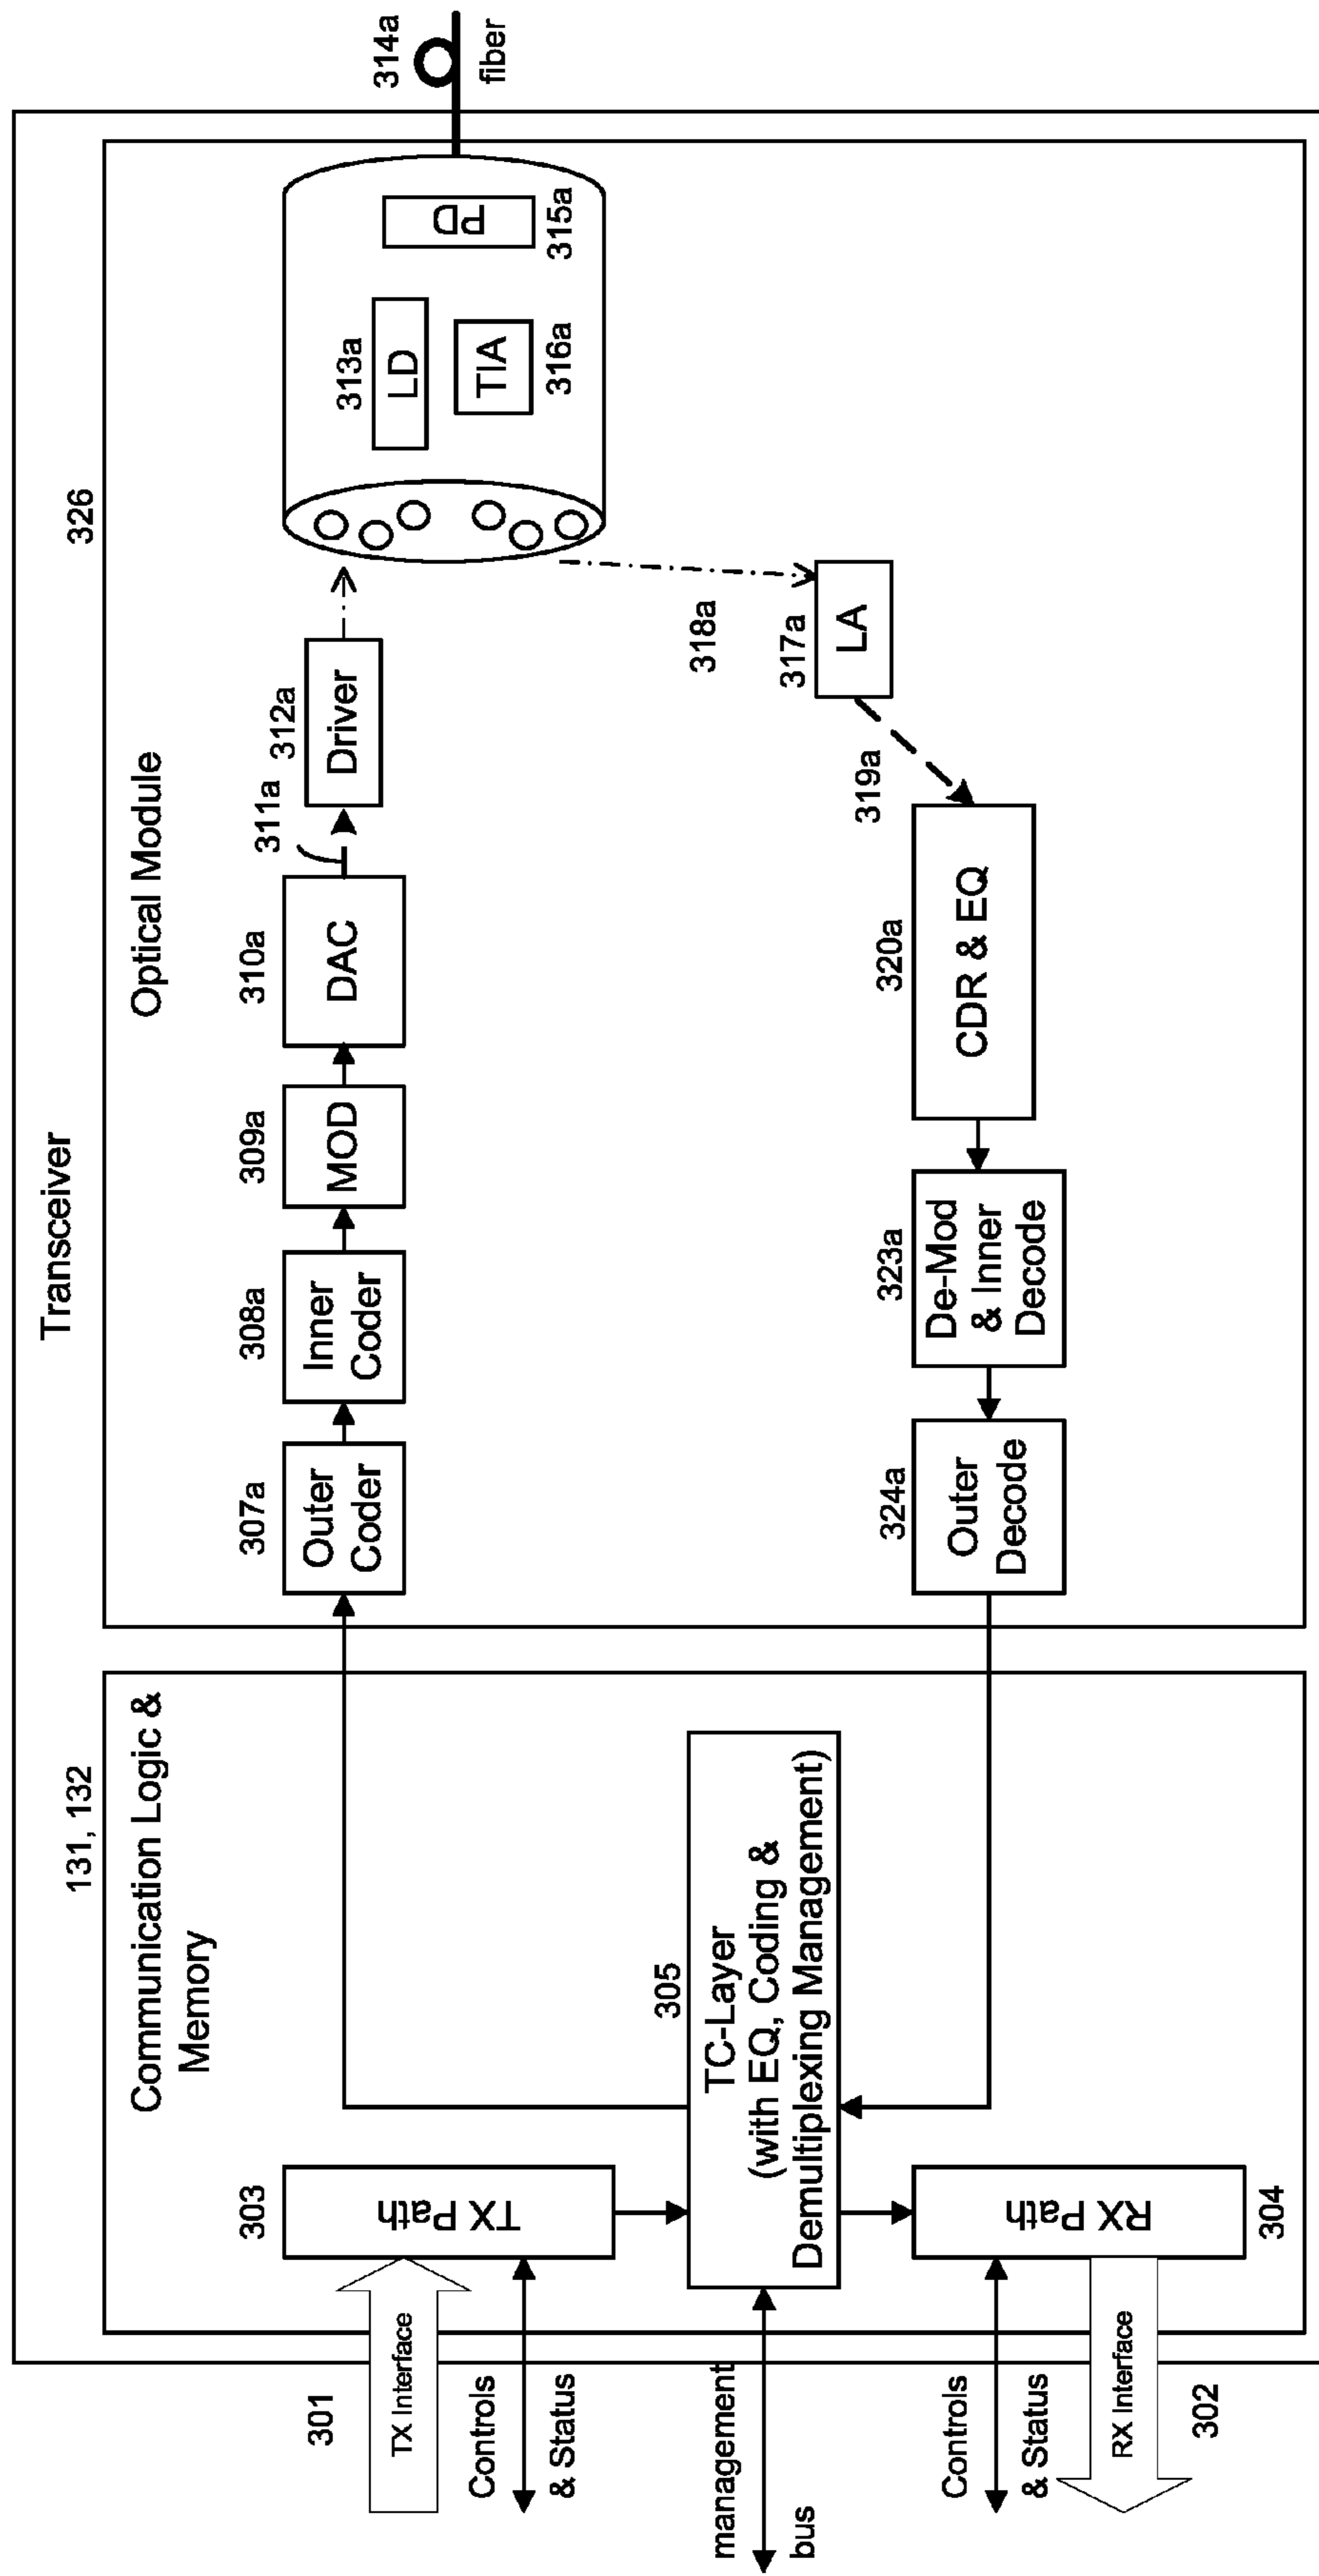 Transceiver
131, 132
326
Communication Logic &
Memory
Optical Module
301
TX Interface
Controls
& Status
303
TX Path
management
bus
305
TC-Layer
(with EQ, Coding &
Demultiplexing Management)
Controls
& Status
RX Interface
302
RX Path
304
307a
Outer
Coder
308a
Inner
Coder
309a
MOD
310a
DAC
311a
312a
Driver
313a
LD
TIA
316a
PD
315a
314a
fiber
318a
317a
LA
319a
320a
CDR & EQ
323a
De-Mod
& Inner
Decode
324a
Outer
Decode